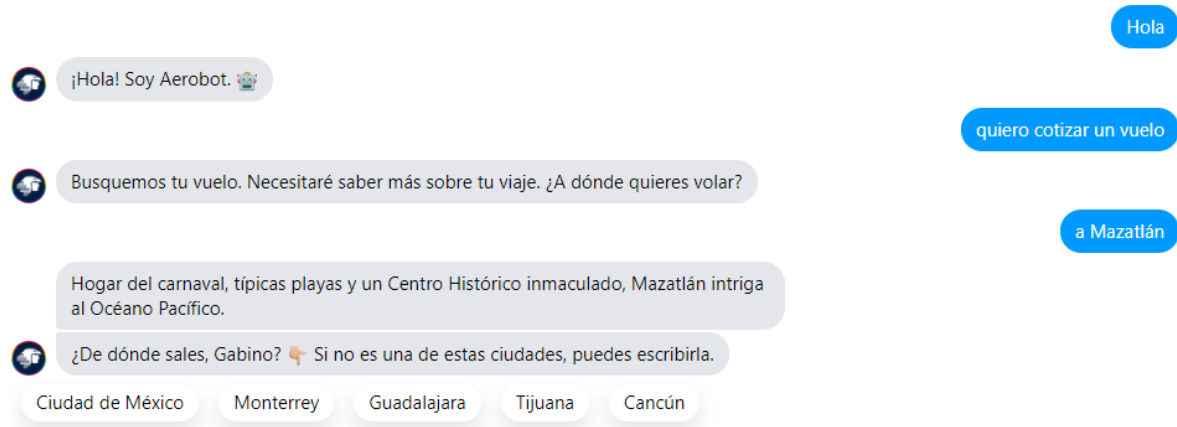 Hola
¡Hola! Soy Aerobot. 🤖
quiero cotizar un vuelo
Busquemos tu vuelo. Necesitaré saber más sobre tu viaje. ¿A dónde quieres volar?
a Mazatlán
Hogar del carnaval, típicas playas y un Centro Histórico inmaculado, Mazatlán intriga
al Océano Pacífico.
¿De dónde sales, Gabino? 👇🏼 Si no es una de estas ciudades, puedes escribirla.
Ciudad de México Monterrey Guadalajara Tijuana Cancún